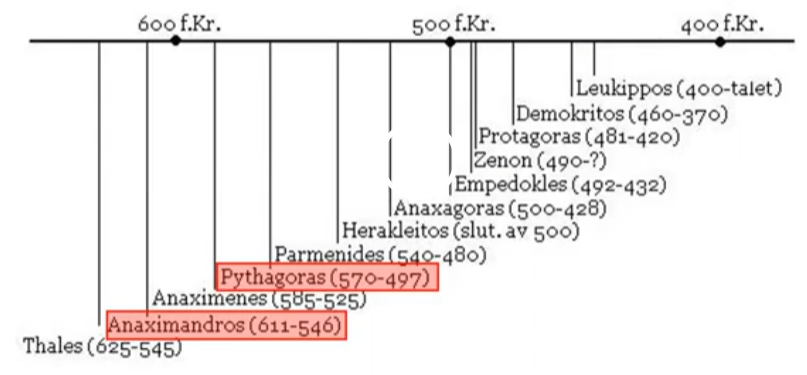 600 f.Kr. 500 f.Kr. 400 f.Kr.
Leukippos (400-talet)
Demokritos (460-370)
Protagoras (481-420)
Zenon (490-?)
Empedokles (492-432)
Anaxagoras (500-428)
Herakleitos (slut. av 500)
Parmenides (540-480)
Pythagoras (570-497)
Anaximenes (585-525)
Anaximandros (611-546)
Thales (625-545)